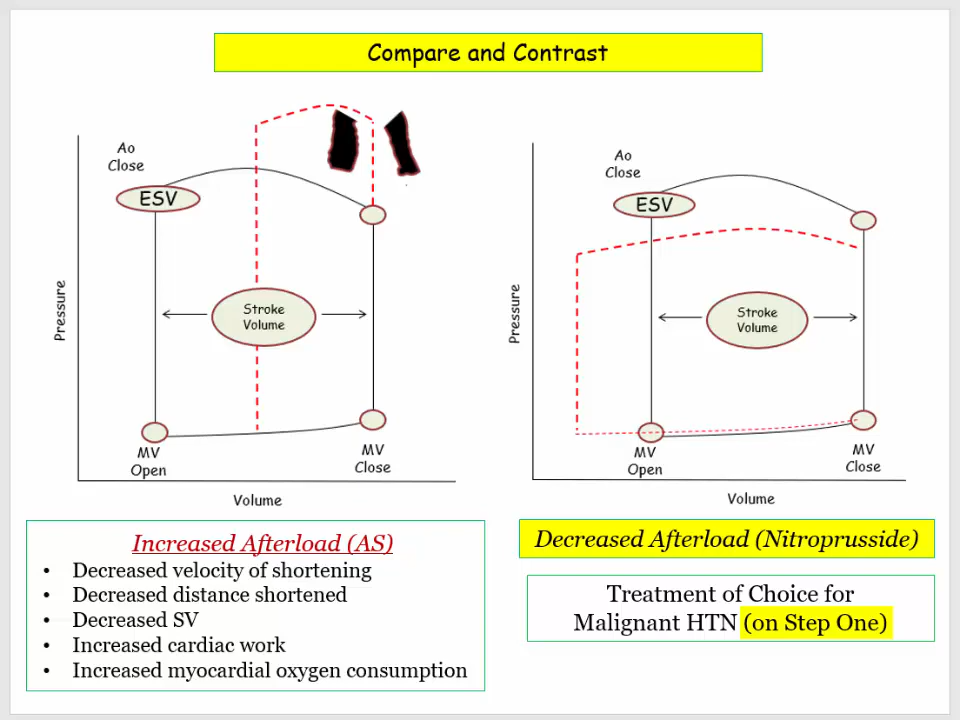 Compare and Contrast
Ao
Close
ESV
Stroke
Volume
Pressure
MV
Open
MV
Close
Volume
Ao
Close
ESV
Stroke
Volume
Pressure
MV
Open
MV
Close
Volume
Increased Afterload (AS)
• Decreased velocity of shortening
• Decreased distance shortened
• Decreased SV
• Increased cardiac work
• Increased myocardial oxygen consumption
Decreased Afterload (Nitroprusside)
Treatment of Choice for
Malignant HTN (on Step One)